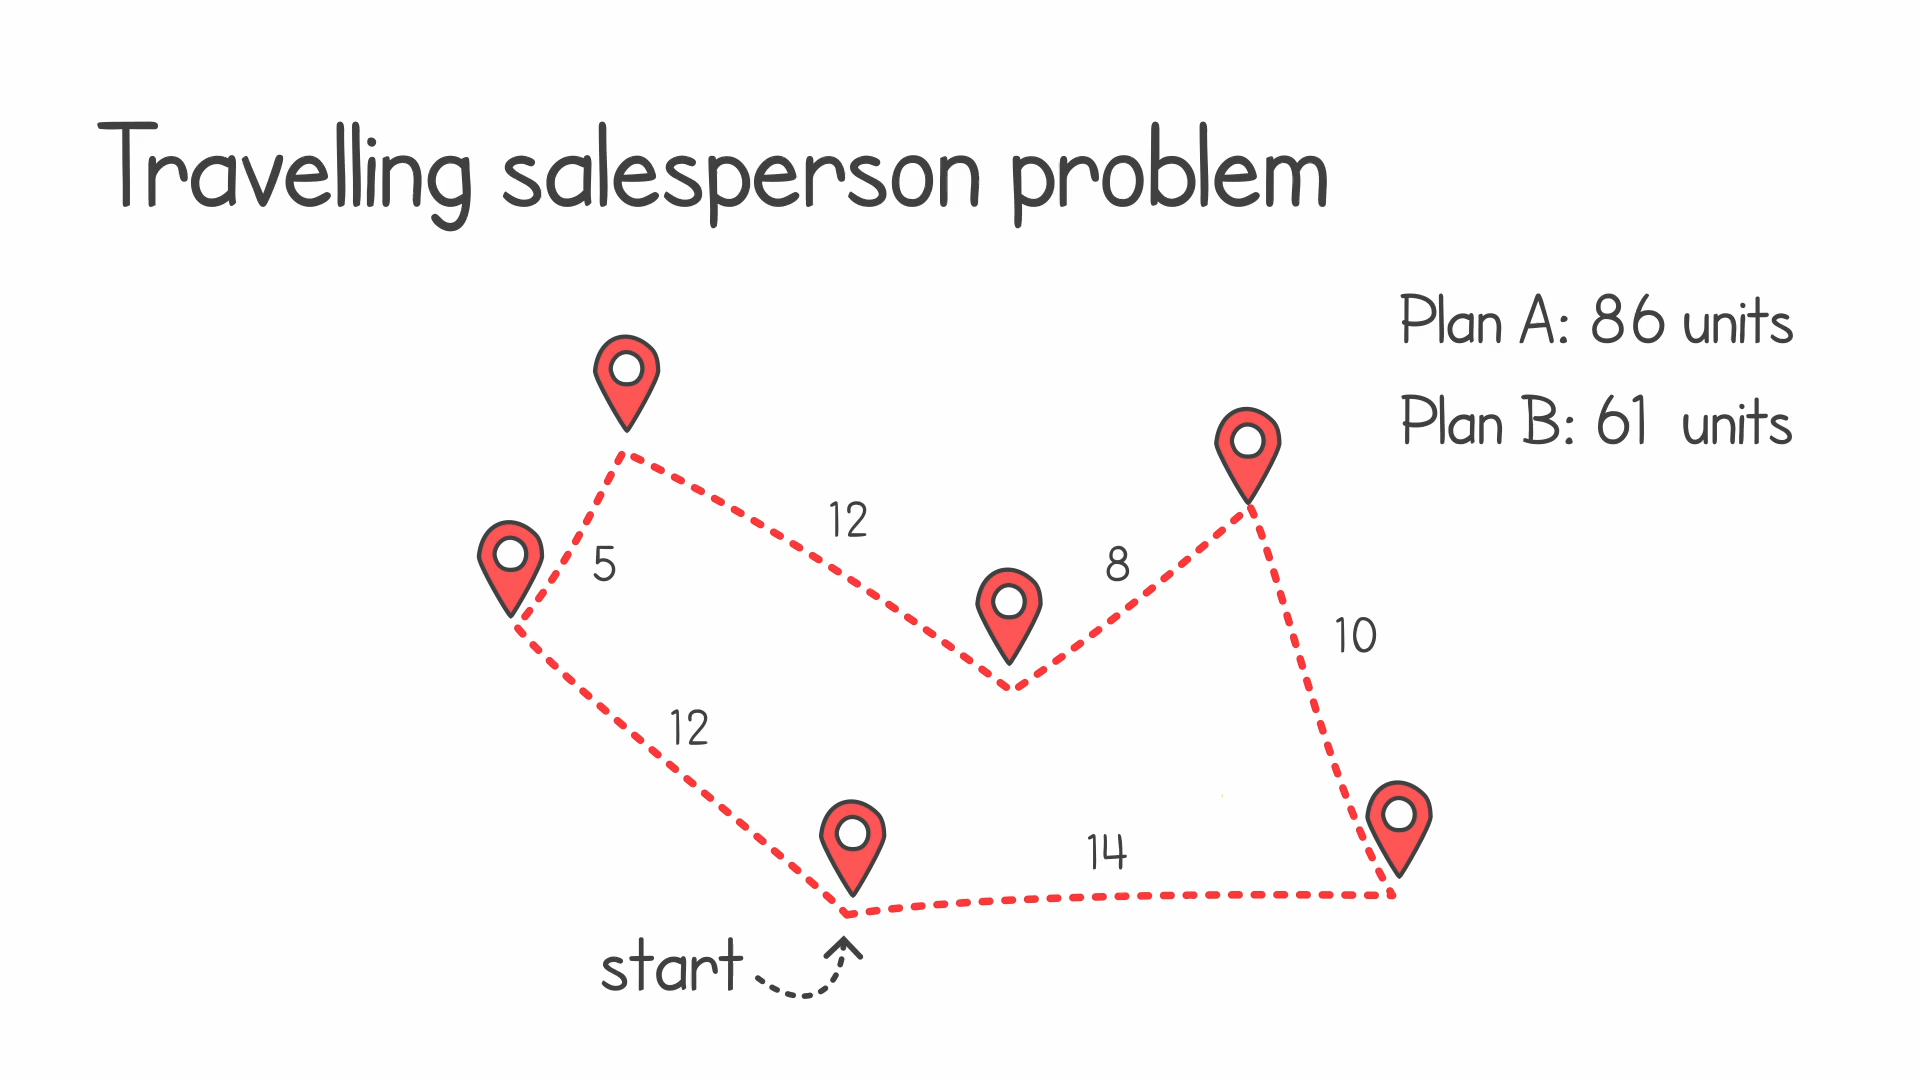 Travelling salesperson problem
Plan A: 86 units
Plan B: 61 units
12
8
5
10
12
14
start